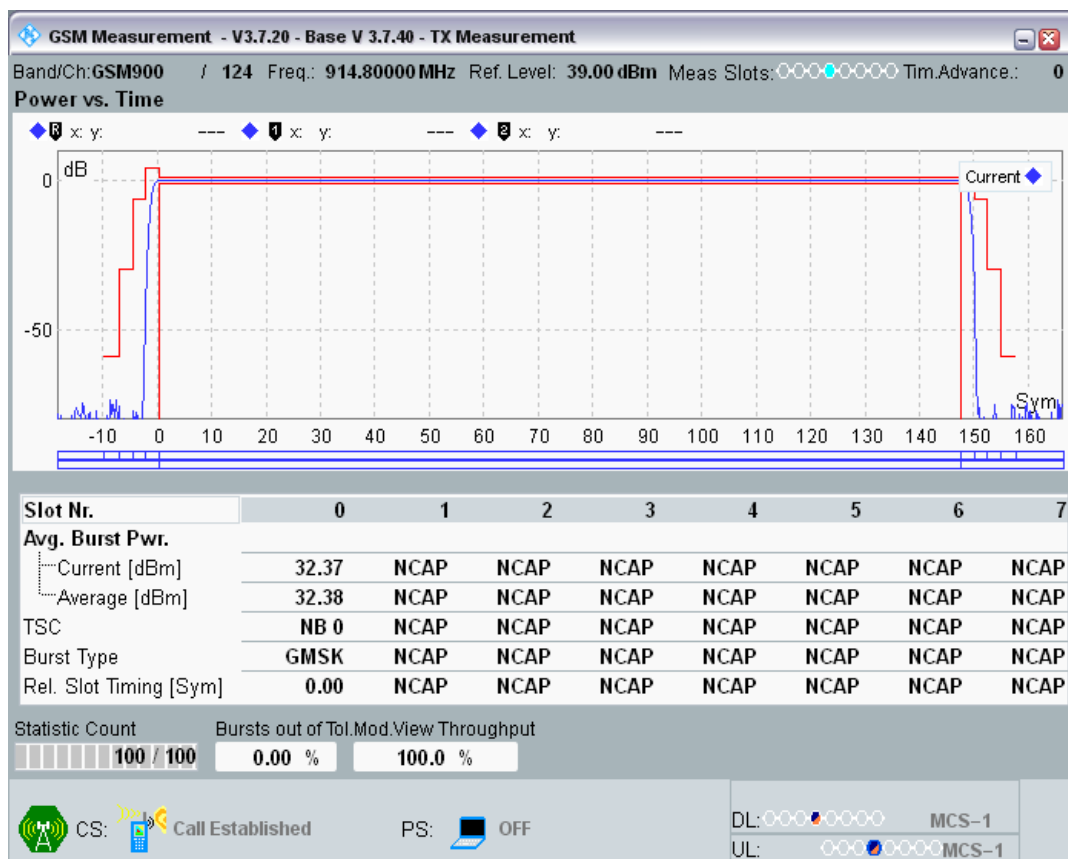 GSM Measurement - V3.7.20 - Base V 3.7.40 - TX Measurement
Band/Ch:GSM900 / 124 Freq.: 914.80000 MHz Ref. Level: 39.00 dBm Meas Slots: Tim.Advance.: 0
Power vs. Time
R x: y: --- 1 x: y: --- 2 x: y: ---
dB
Current
0
-50
Sym
-10 0 10 20 30 40 50 60 70 80 90 100 110 120 130 140 150 160
Slot Nr. 0 1 2 3 4 5 6 7
Avg. Burst Pwr.
Current [dBm] 32.37 NCAP NCAP NCAP NCAP NCAP NCAP NCAP
Average [dBm] 32.38 NCAP NCAP NCAP NCAP NCAP NCAP NCAP
TSC NB 0 NCAP NCAP NCAP NCAP NCAP NCAP NCAP
Burst Type GMSK NCAP NCAP NCAP NCAP NCAP NCAP NCAP
Rel. Slot Timing [Sym] 0.00 NCAP NCAP NCAP NCAP NCAP NCAP NCAP
Statistic Count Bursts out of Tol. Mod.View Throughput
100 / 100 0.00 % 100.0 %
CS: Call Established PS: OFF
DL: MCS-1
UL: MCS-1